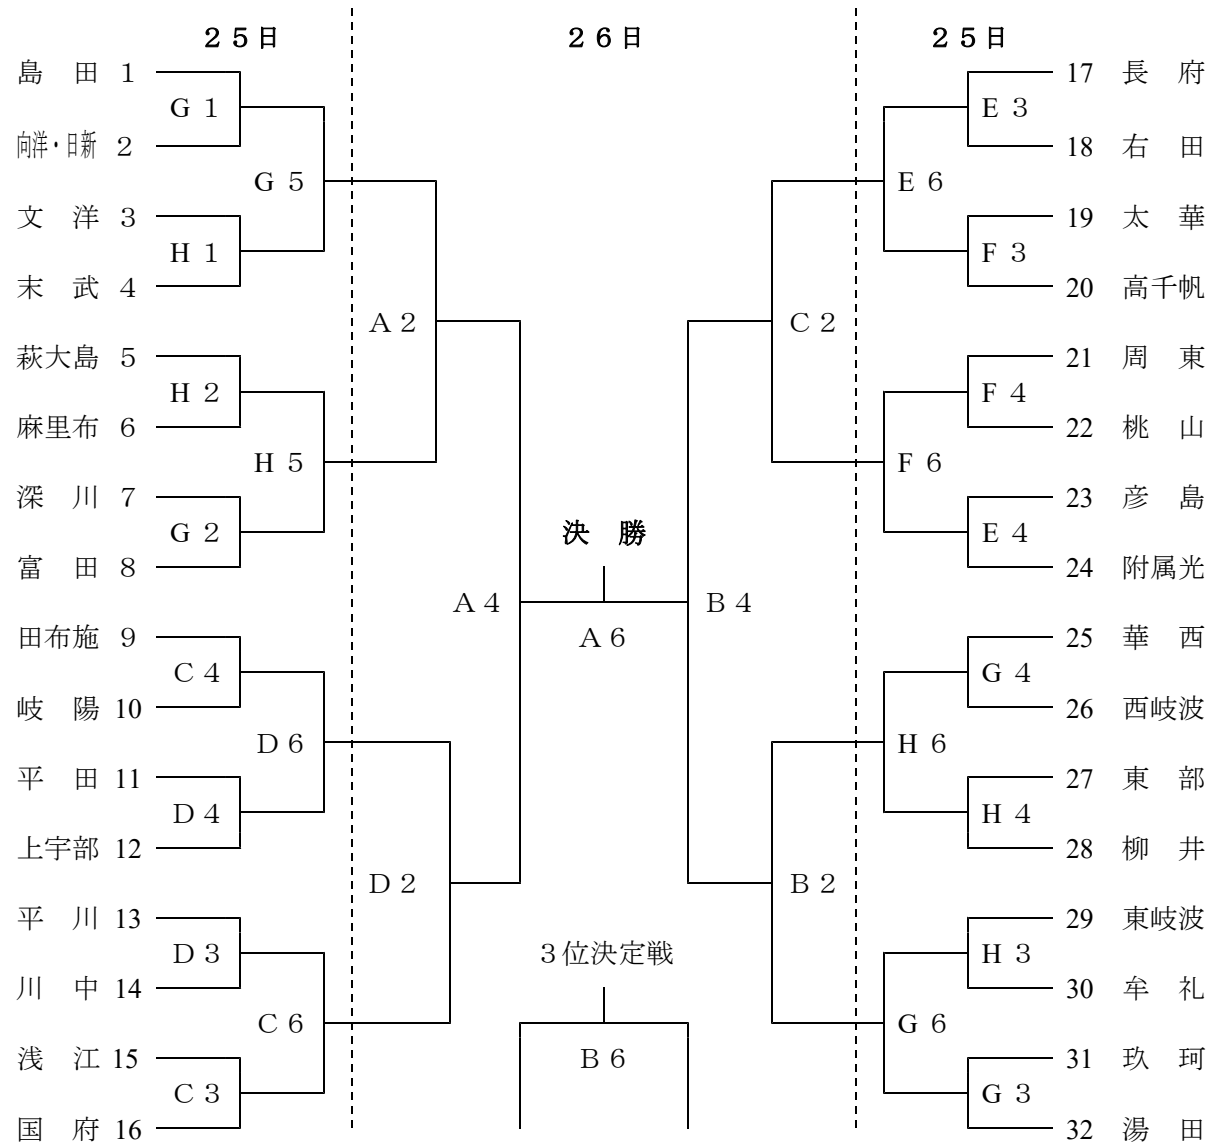 ２５日　２６日　２５日
島　田 1　17 長　府
G 1　E 3
向洋・日新 2　18 右　田
G 5　E 6
文　洋 3　19 太　華
H 1　F 3
末　武 4　20 高千帆
A 2　C 2
萩大島 5　21 周　東
H 2　F 4
麻里布 6　22 桃　山
H 5　F 6
深　川 7　23 彦　島
G 2　決　勝　E 4
富　田 8　24 附属光
A 4　B 4
田布施 9　A 6　25 華　西
C 4　G 4
岐　陽 10　26 西岐波
D 6　H 6
平　田 11　27 東　部
D 4　H 4
上宇部 12　28 柳　井
D 2　B 2
平　川 13　29 東岐波
D 3　３位決定戦　H 3
川　中 14　30 牟　礼
C 6　G 6
浅　江 15　B 6　31 玖　珂
C 3　G 3
国　府 16　32 湯　田